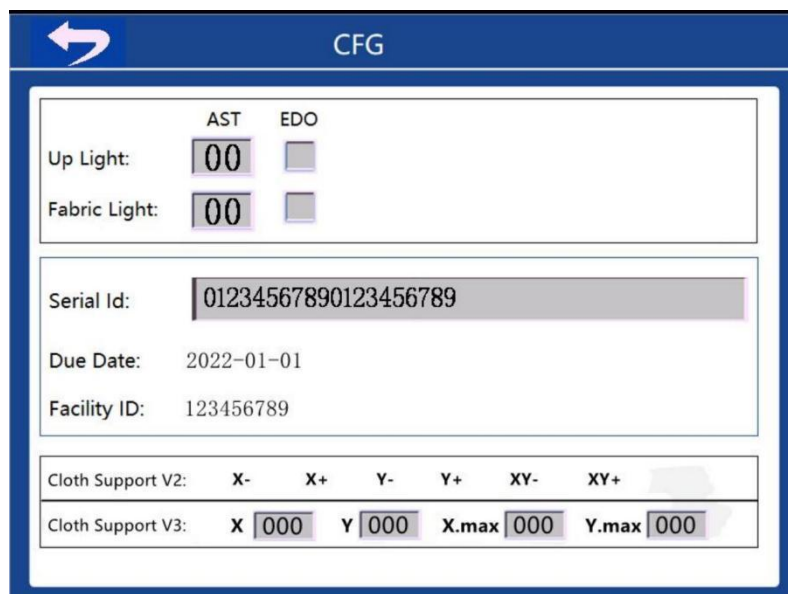 CFG
AST EDO
Up Light: 00
Fabric Light: 00
Serial Id: 01234567890123456789
Due Date: 2022-01-01
Facility ID: 123456789
Cloth Support V2: X- X+ Y- Y+ XY- XY+
Cloth Support V3: X 000 Y 000 X.max 000 Y.max 000